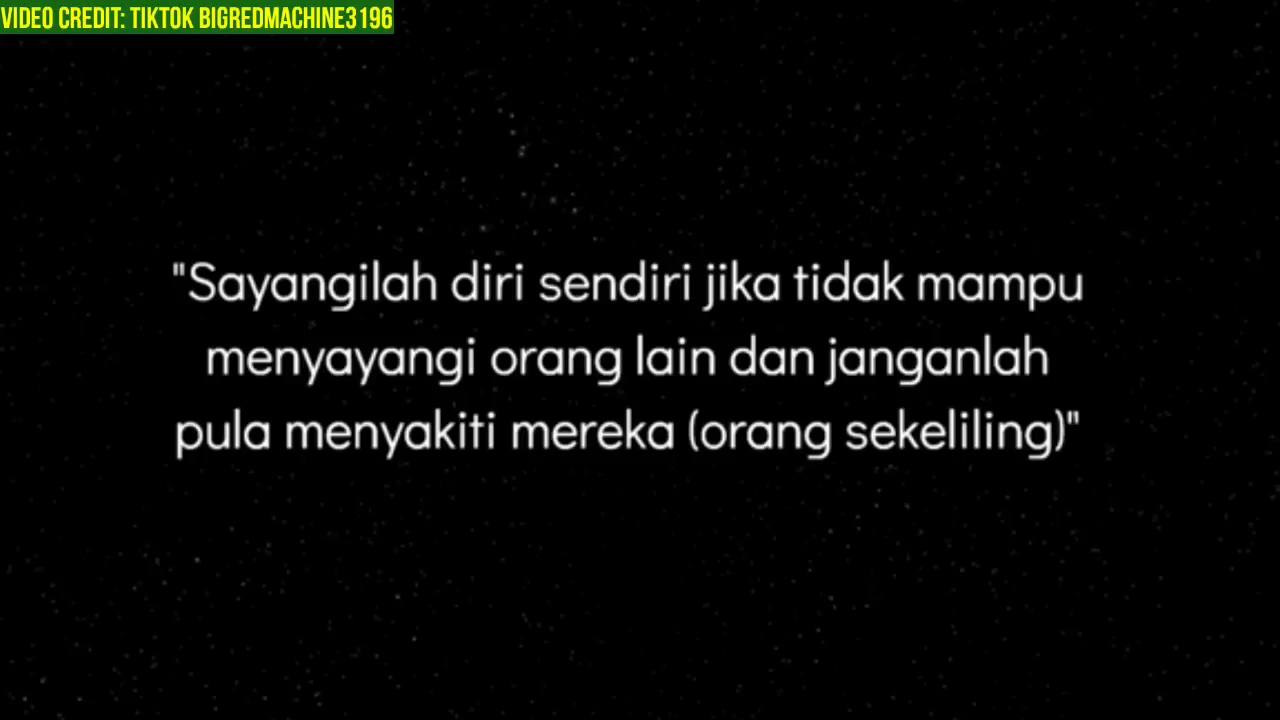 VIDEO CREDIT: TIKTOK BIGREDMACHINE3196
"Sayangilah diri sendiri jika tidak mampu
menyayangi orang lain dan janganlah
pula menyakiti mereka (orang sekeliling)"